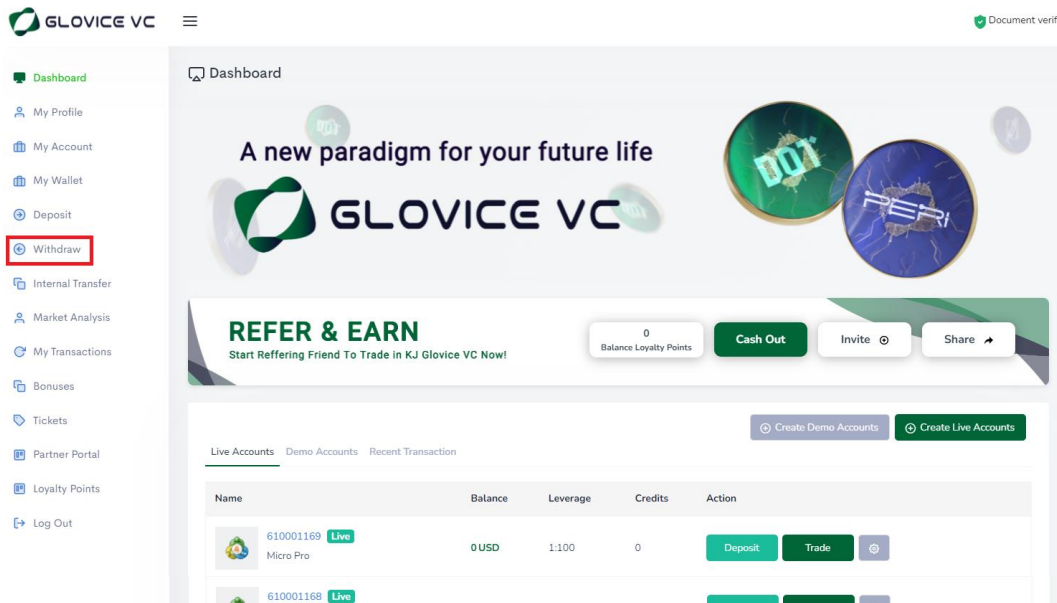 GLOVICE VC
Document verif
Dashboard
My Profile
My Account
My Wallet
Deposit
Withdraw
Internal Transfer
Market Analysis
My Transactions
Bonuses
Tickets
Partner Portal
Loyalty Points
Log Out
Dashboard
A new paradigm for your future life
GLOVICE VC
DOT
PERI
REFER & EARN
Start Reffering Friend To Trade in KJ Glovice VC Now!
0
Balance Loyalty Points
Cash Out
Invite
Share
Create Demo Accounts
Create Live Accounts
Live Accounts Demo Accounts Recent Transaction
Name Balance Leverage Credits Action
610001169 Live
Micro Pro
0 USD 1:100 0 Deposit Trade
610001168 Live